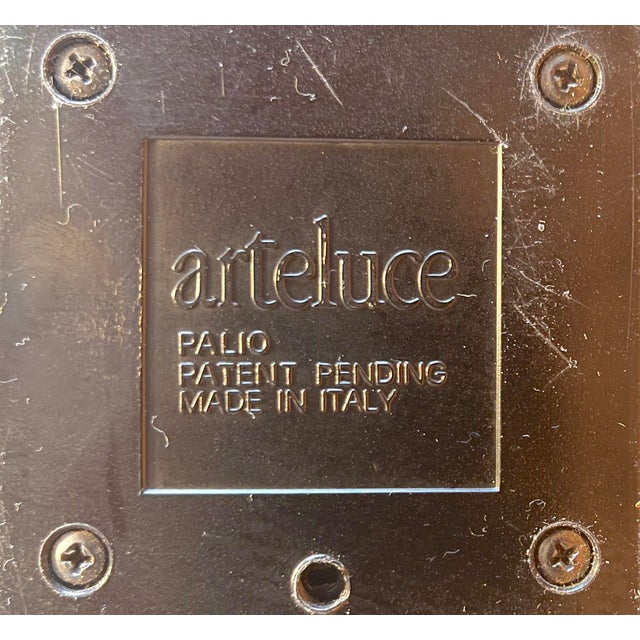 arteluce
PALIO
PATENT PENDING
MADE IN ITALY